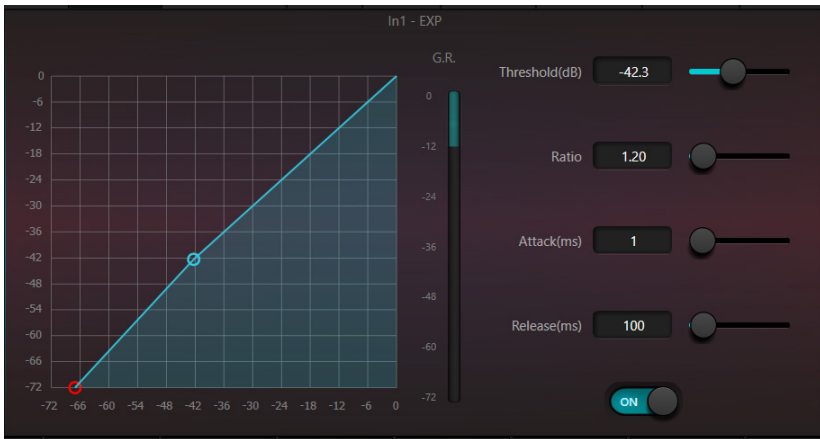 In1 - EXP
G.R.
Threshold(dB) -42.3
Ratio 1.20
Attack(ms) 1
Release(ms) 100
ON
0
-6
-12
-18
-24
-30
-36
-42
-48
-54
-60
-66
-72
-72 -66 -60 -54 -48 -42 -36 -30 -24 -18 -12 -6 0
0
-12
-24
-36
-48
-60
-72